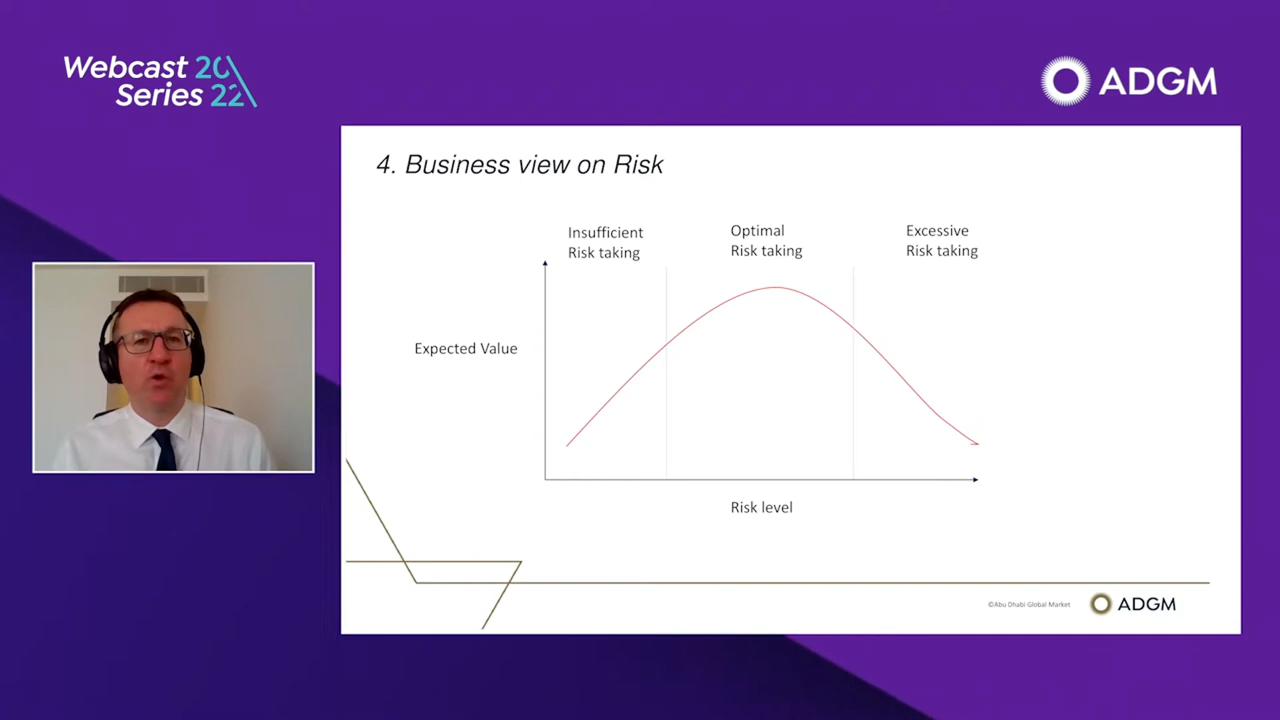 Webcast 20
Series 22
ADGM
4. Business view on Risk
Insufficient
Risk taking
Optimal
Risk taking
Excessive
Risk taking
Expected Value
Risk level
©Abu Dhabi Global Market
ADGM